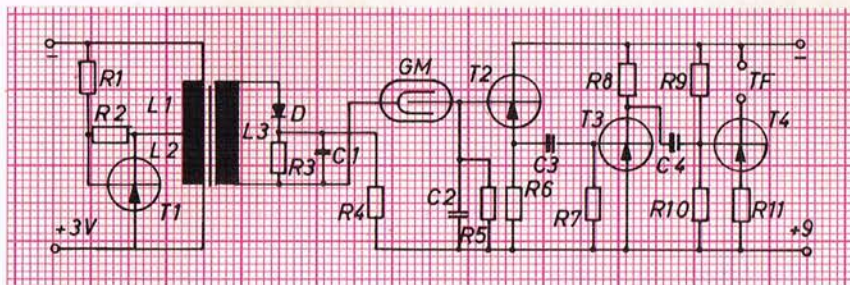 −
R1
R2
L1
L2
T1
+3V
L3
D
R3
C1
R4
GM
C2
R5
T2
R6
C3
R7
T3
R8
C4
R9
R10
TF
T4
R11
−
+9